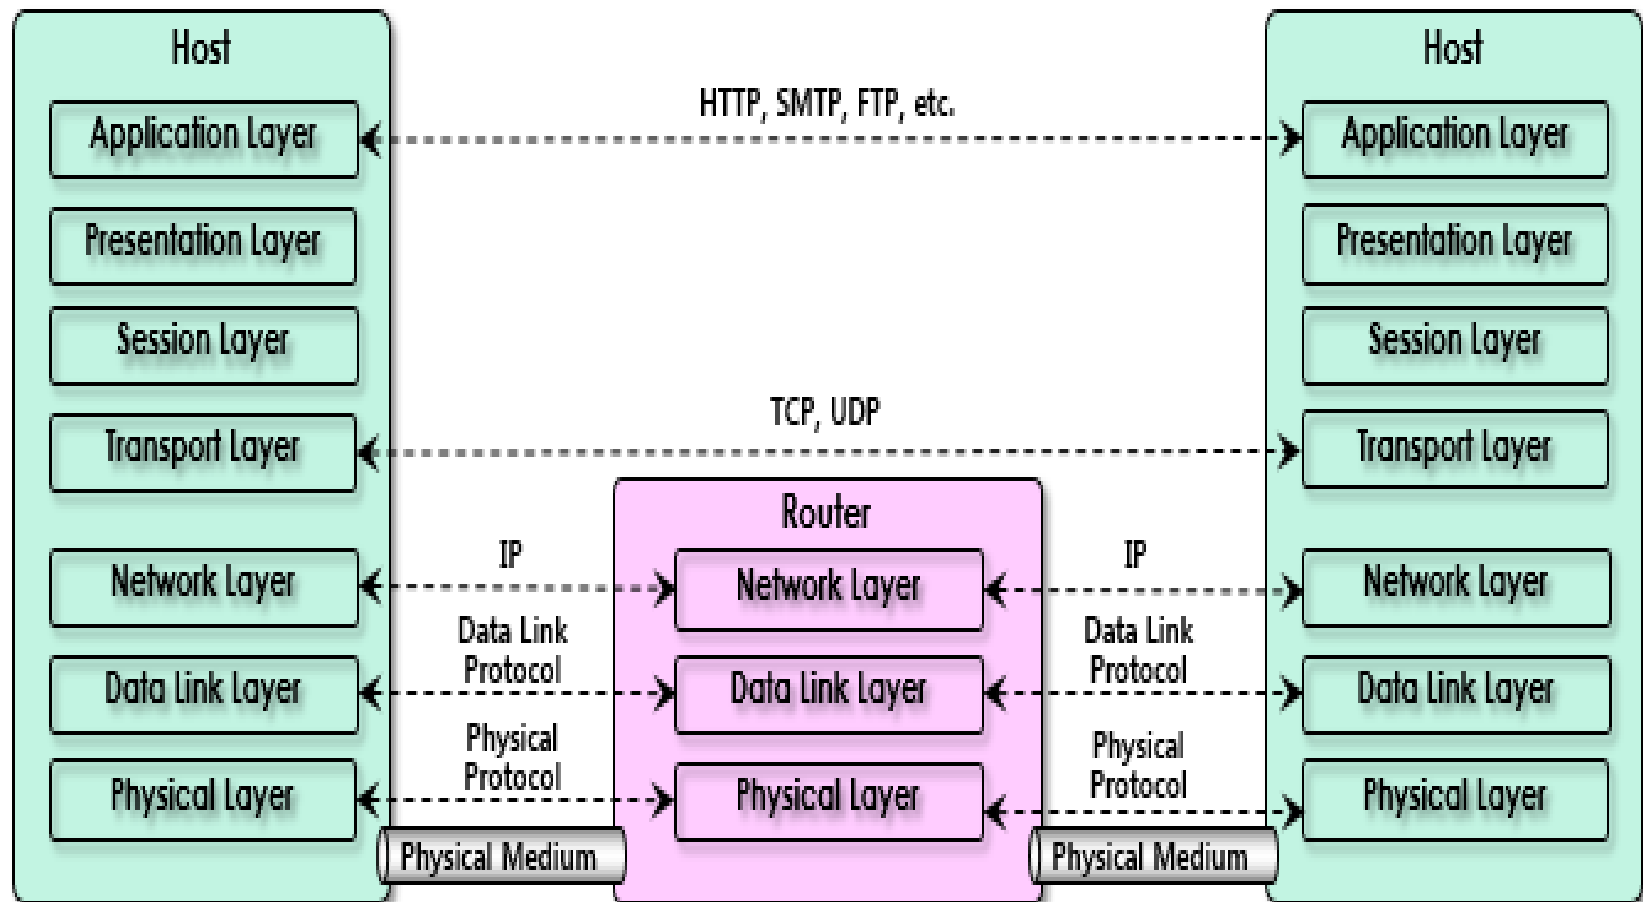 Host
Application Layer
Presentation Layer
Session Layer
Transport Layer
Network Layer
Data Link Layer
Physical Layer
HTTP, SMTP, FTP, etc.
TCP, UDP
IP
Data Link
Protocol
Physical
Protocol
Physical Medium
Router
Network Layer
Data Link Layer
Physical Layer
IP
Data Link
Protocol
Physical
Protocol
Physical Medium
Host
Application Layer
Presentation Layer
Session Layer
Transport Layer
Network Layer
Data Link Layer
Physical Layer